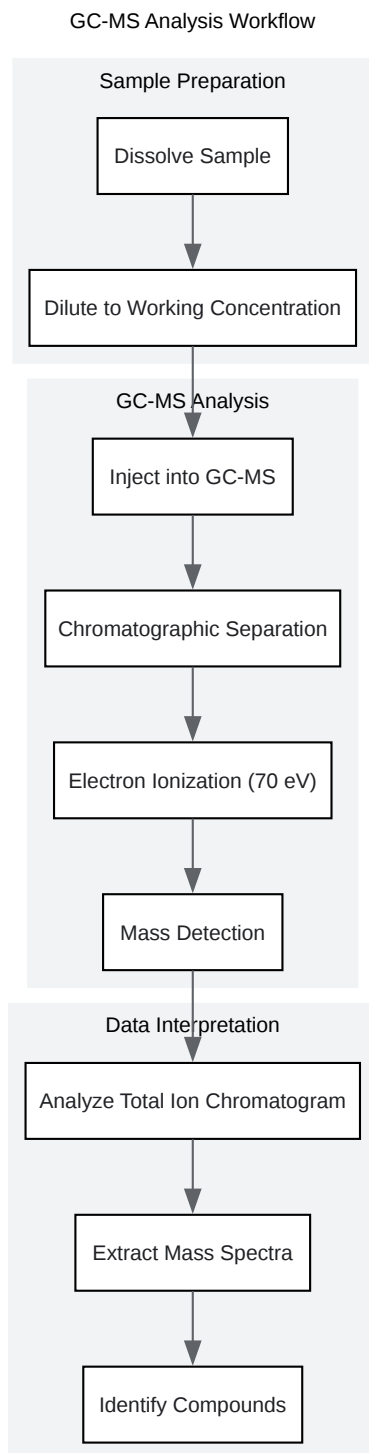 GC-MS Analysis Workflow
Sample Preparation
Dissolve Sample
Dilute to Working Concentration
GC-MS Analysis
Inject into GC-MS
Chromatographic Separation
Electron Ionization (70 eV)
Mass Detection
Data Interpretation
Analyze Total Ion Chromatogram
Extract Mass Spectra
Identify Compounds